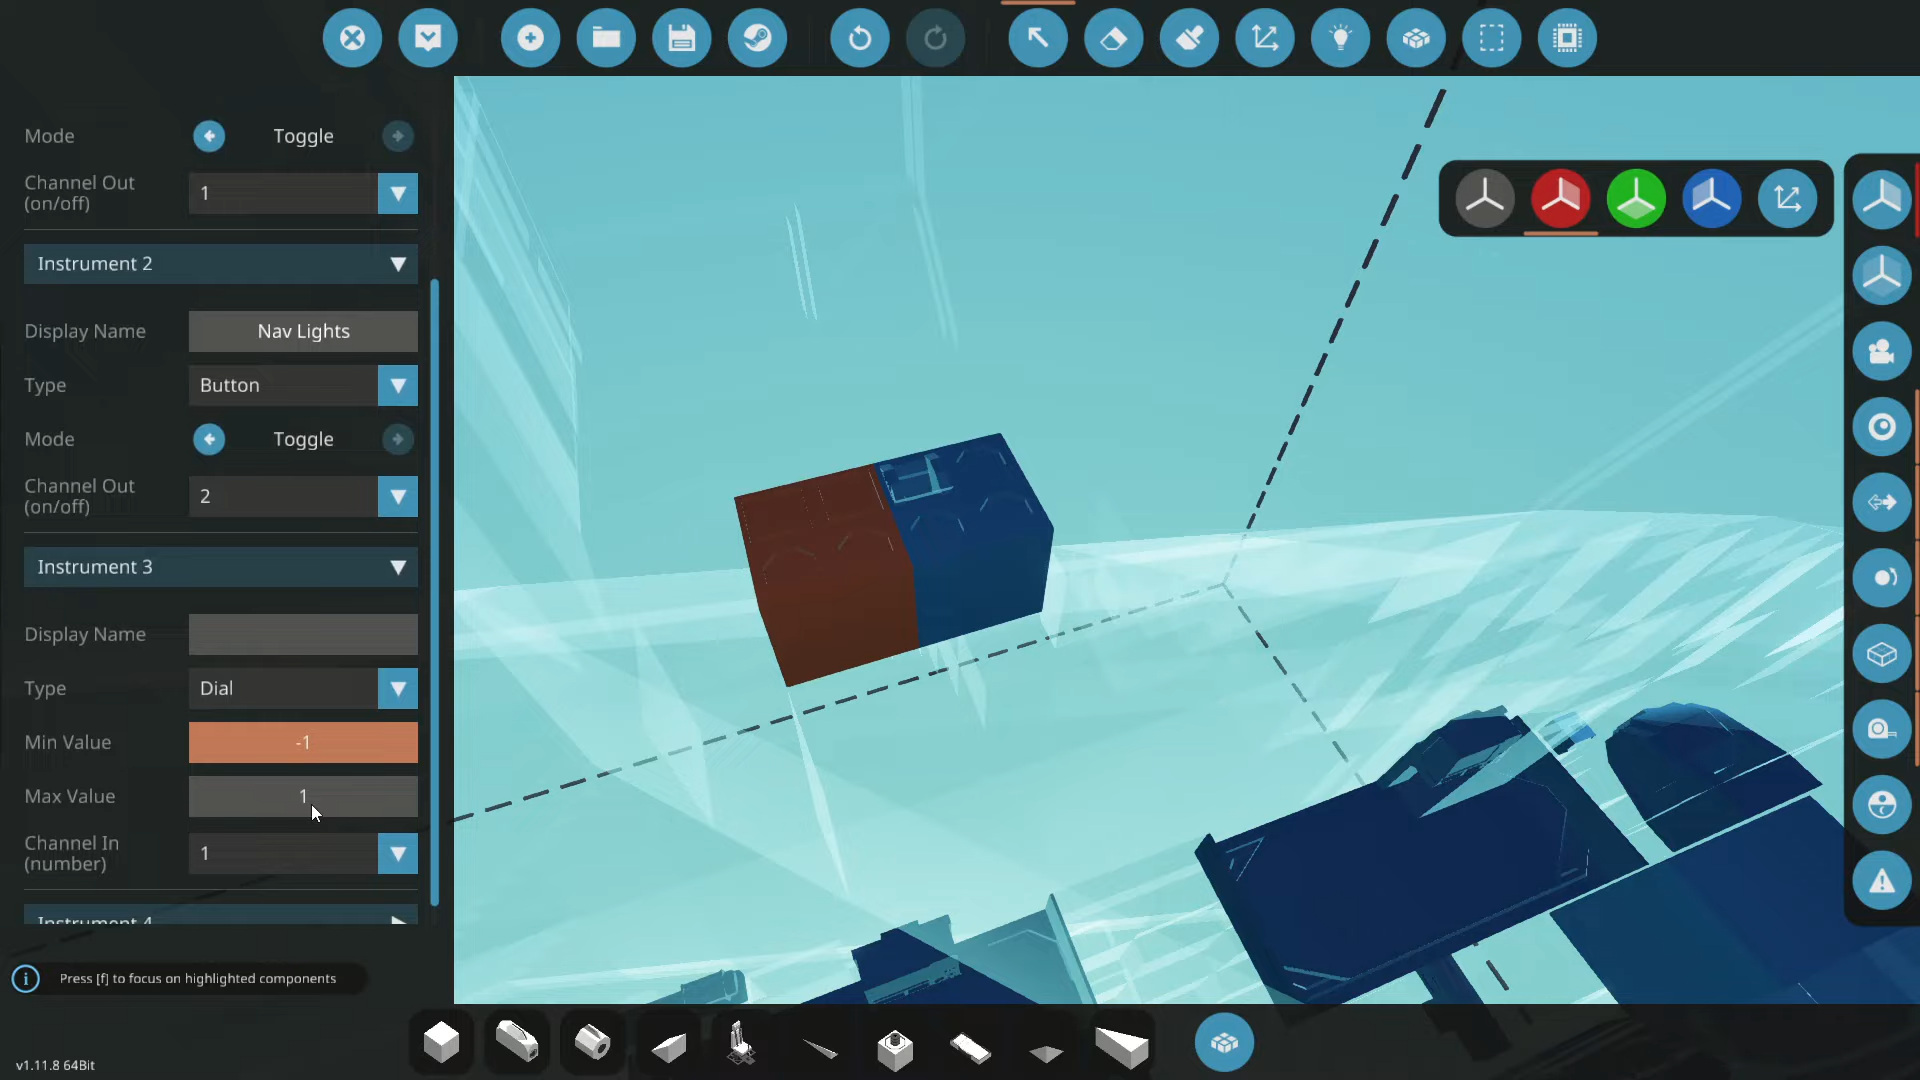 Mode
Toggle
Channel Out
(on/off)
1
Instrument 2
Display Name
Nav Lights
Type
Button
Mode
Toggle
Channel Out
(on/off)
2
Instrument 3
Display Name
Type
Dial
Min Value
-1
Max Value
1
Channel In
(number)
1
Instrument 4
Press [f] to focus on highlighted components
v1.11.8 64Bit